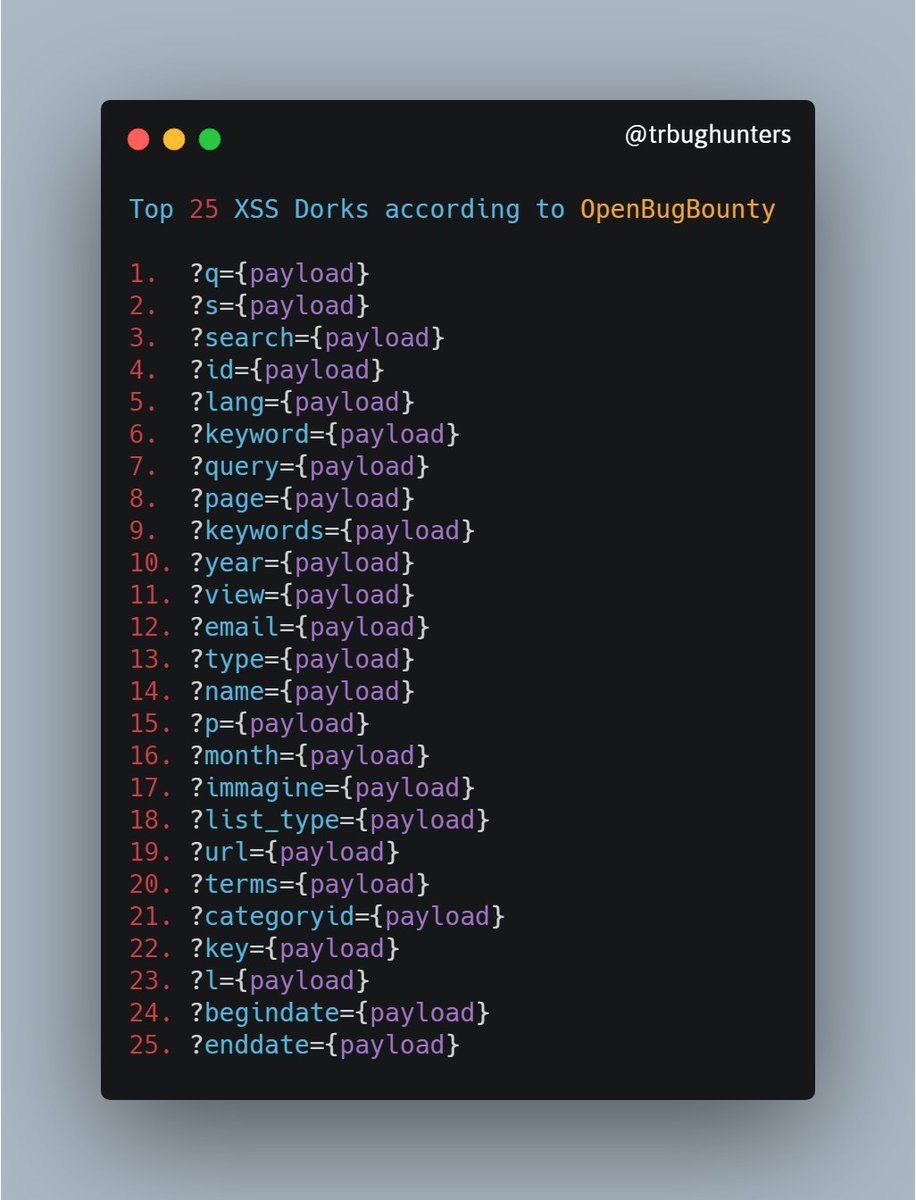 @trbughunters
Top 25 XSS Dorks according to OpenBugBounty
1. ?q={payload}
2. ?s={payload}
3. ?search={payload}
4. ?id={payload}
5. ?lang={payload}
6. ?keyword={payload}
7. ?query={payload}
8. ?page={payload}
9. ?keywords={payload}
10. ?year={payload}
11. ?view={payload}
12. ?email={payload}
13. ?type={payload}
14. ?name={payload}
15. ?p={payload}
16. ?month={payload}
17. ?immagine={payload}
18. ?list_type={payload}
19. ?url={payload}
20. ?terms={payload}
21. ?categoryid={payload}
22. ?key={payload}
23. ?l={payload}
24. ?begindate={payload}
25. ?enddate={payload}